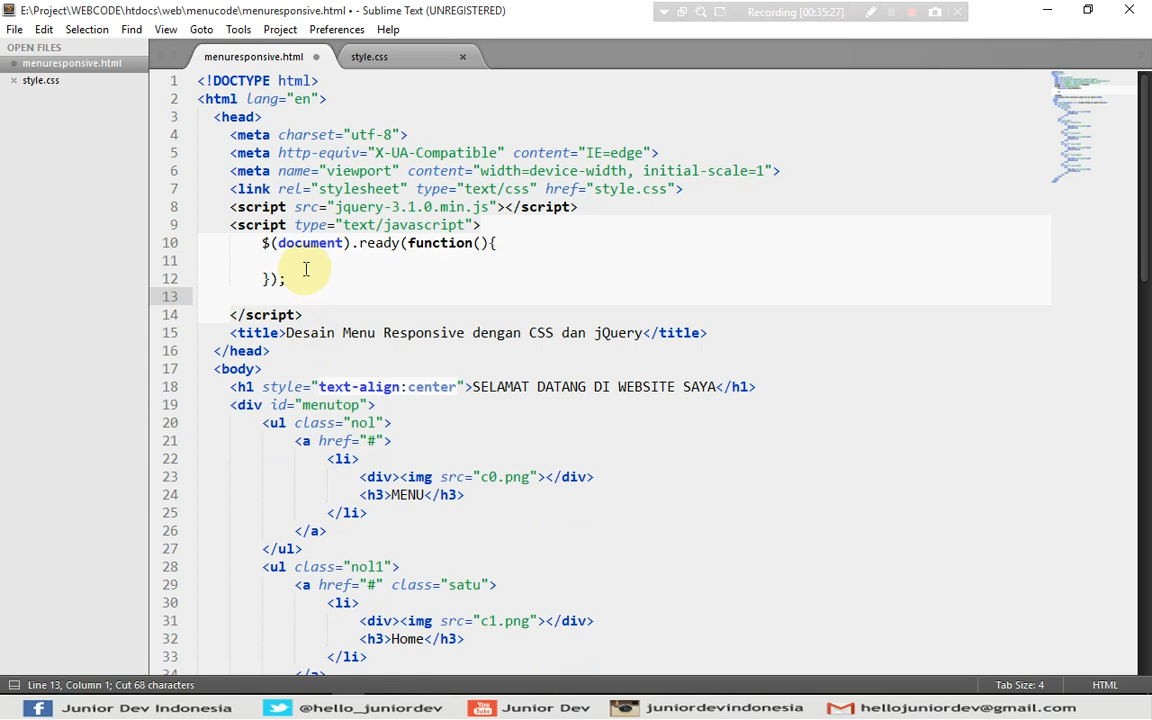 E:\Project\WEBCODE\htdocs\web\menucode\menuresponsive.html • - Sublime Text (UNREGISTERED)
Recording [00:35:27]
File Edit Selection Find View Goto Tools Project Preferences Help
OPEN FILES
menuresponsive.html
style.css
menuresponsive.html
style.css
1 <!DOCTYPE html>
2 <html lang="en">
3 <head>
4 <meta charset="utf-8">
5 <meta http-equiv="X-UA-Compatible" content="IE=edge">
6 <meta name="viewport" content="width=device-width, initial-scale=1">
7 <link rel="stylesheet" type="text/css" href="style.css">
8 <script src="jquery-3.1.0.min.js"></script>
9 <script type="text/javascript">
10 $(document).ready(function(){
11
12 });
13
14 </script>
15 <title>Desain Menu Responsive dengan CSS dan jQuery</title>
16 </head>
17 <body>
18 <h1 style="text-align:center">SELAMAT DATANG DI WEBSITE SAYA</h1>
19 <div id="menutop">
20 <ul class="nol">
21 <a href="#">
22 <li>
23 <div><img src="c0.png"></div>
24 <h3>MENU</h3>
25 </li>
26 </a>
27 </ul>
28 <ul class="nol1">
29 <a href="#" class="satu">
30 <li>
31 <div><img src="c1.png"></div>
32 <h3>Home</h3>
33 </li>
34 </a>
Line 13, Column 1; Cut 68 characters
Tab Size: 4
HTML
Junior Dev Indonesia
@hello_juniordev
Junior Dev
juniordevindonesia
hellojuniordev@gmail.com